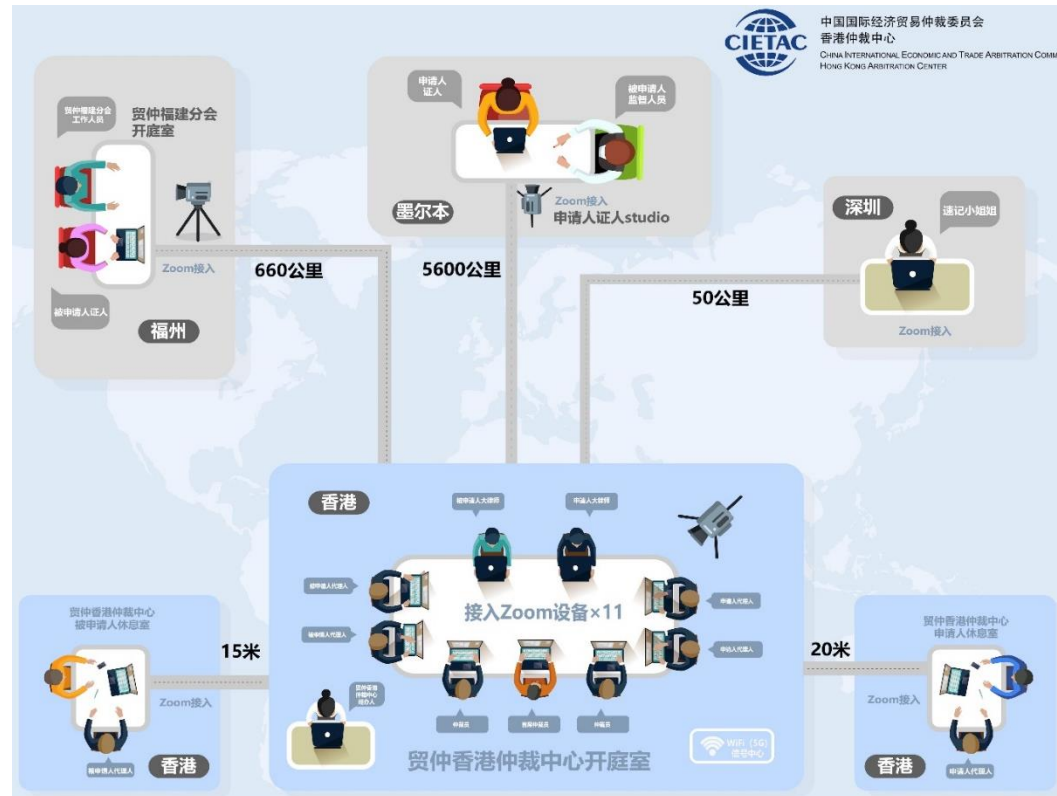 CIETAC
中国国际经济贸易仲裁委员会
香港仲裁中心
CHINA INTERNATIONAL ECONOMIC AND TRADE ARBITRATION COMM
HONG KONG ARBITRATION CENTER
贸仲福建分会
工作人员
贸仲福建分会
开庭室
Zoom接入
被申请人证人
福州
660公里
申请人
证人
被申请人
监督人员
墨尔本
Zoom接入
申请人证人studio
5600公里
深圳
速记小姐姐
Zoom接入
50公里
香港
被申请人大律师
申请人大律师
被申请人代理人
申请人代理人
接入Zoom设备×11
被申请人代理人
申请人代理人
贸仲香港
仲裁中心
经办人
仲裁员
首席仲裁员
仲裁员
贸仲香港仲裁中心开庭室
WiFi (5G)
信号中心
贸仲香港仲裁中心
被申请人休息室
15米
Zoom接入
被申请人代理人
香港
贸仲香港仲裁中心
申请人休息室
20米
Zoom接入
香港
申请人代理人